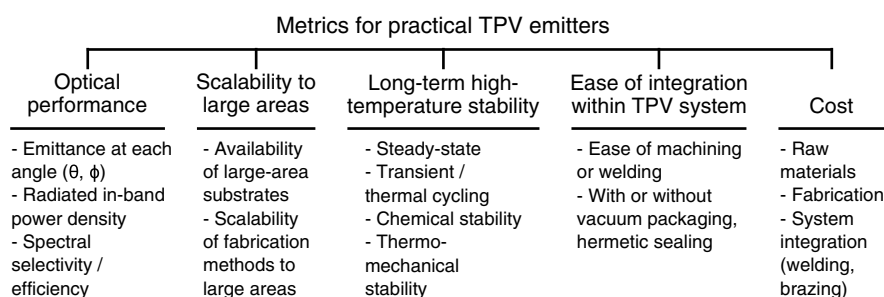 Metrics for practical TPV emitters
Optical
performance
- Emittance at each
angle (θ, ϕ)
- Radiated in-band
power density
- Spectral
selectivity /
efficiency
Scalability to
large areas
- Availability
of large-area
substrates
- Scalability
of fabrication
methods to
large areas
Long-term high-
temperature stability
- Steady-state
- Transient /
thermal cycling
- Chemical stability
- Thermo-
mechanical
stability
Ease of integration
within TPV system
- Ease of machining
or welding
- With or without
vacuum packaging,
hermetic sealing
Cost
- Raw
materials
- Fabrication
- System
integration
(welding,
brazing)